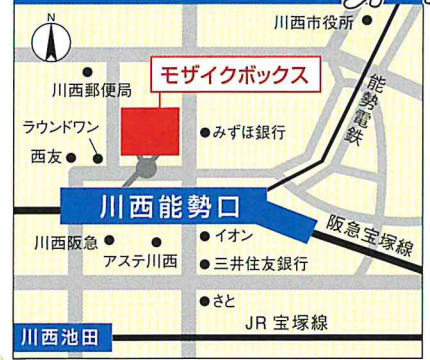 N
川西市役所
モザイクボックス
川西郵便局
能勢電鉄
ラウンドワン
みずほ銀行
西友
川西能勢口
阪急宝塚線
川西阪急
イオン
アステ川西
三井住友銀行
さと
JR 宝塚線
川西池田